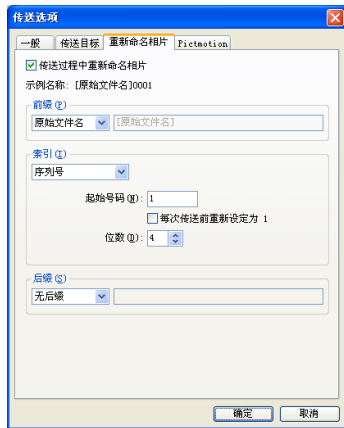 传送选项
一般 传送目标 重新命名相片 Pictmotion
传送过程中重新命名相片
示例名称: [原始文件名]0001
前缀(P)
原始文件名 [原始文件名]
索引(I)
序列号
起始号码(N): 1
每次传送前重新设定为 1
位数(D): 4
后缀(S)
无后缀
确定 取消